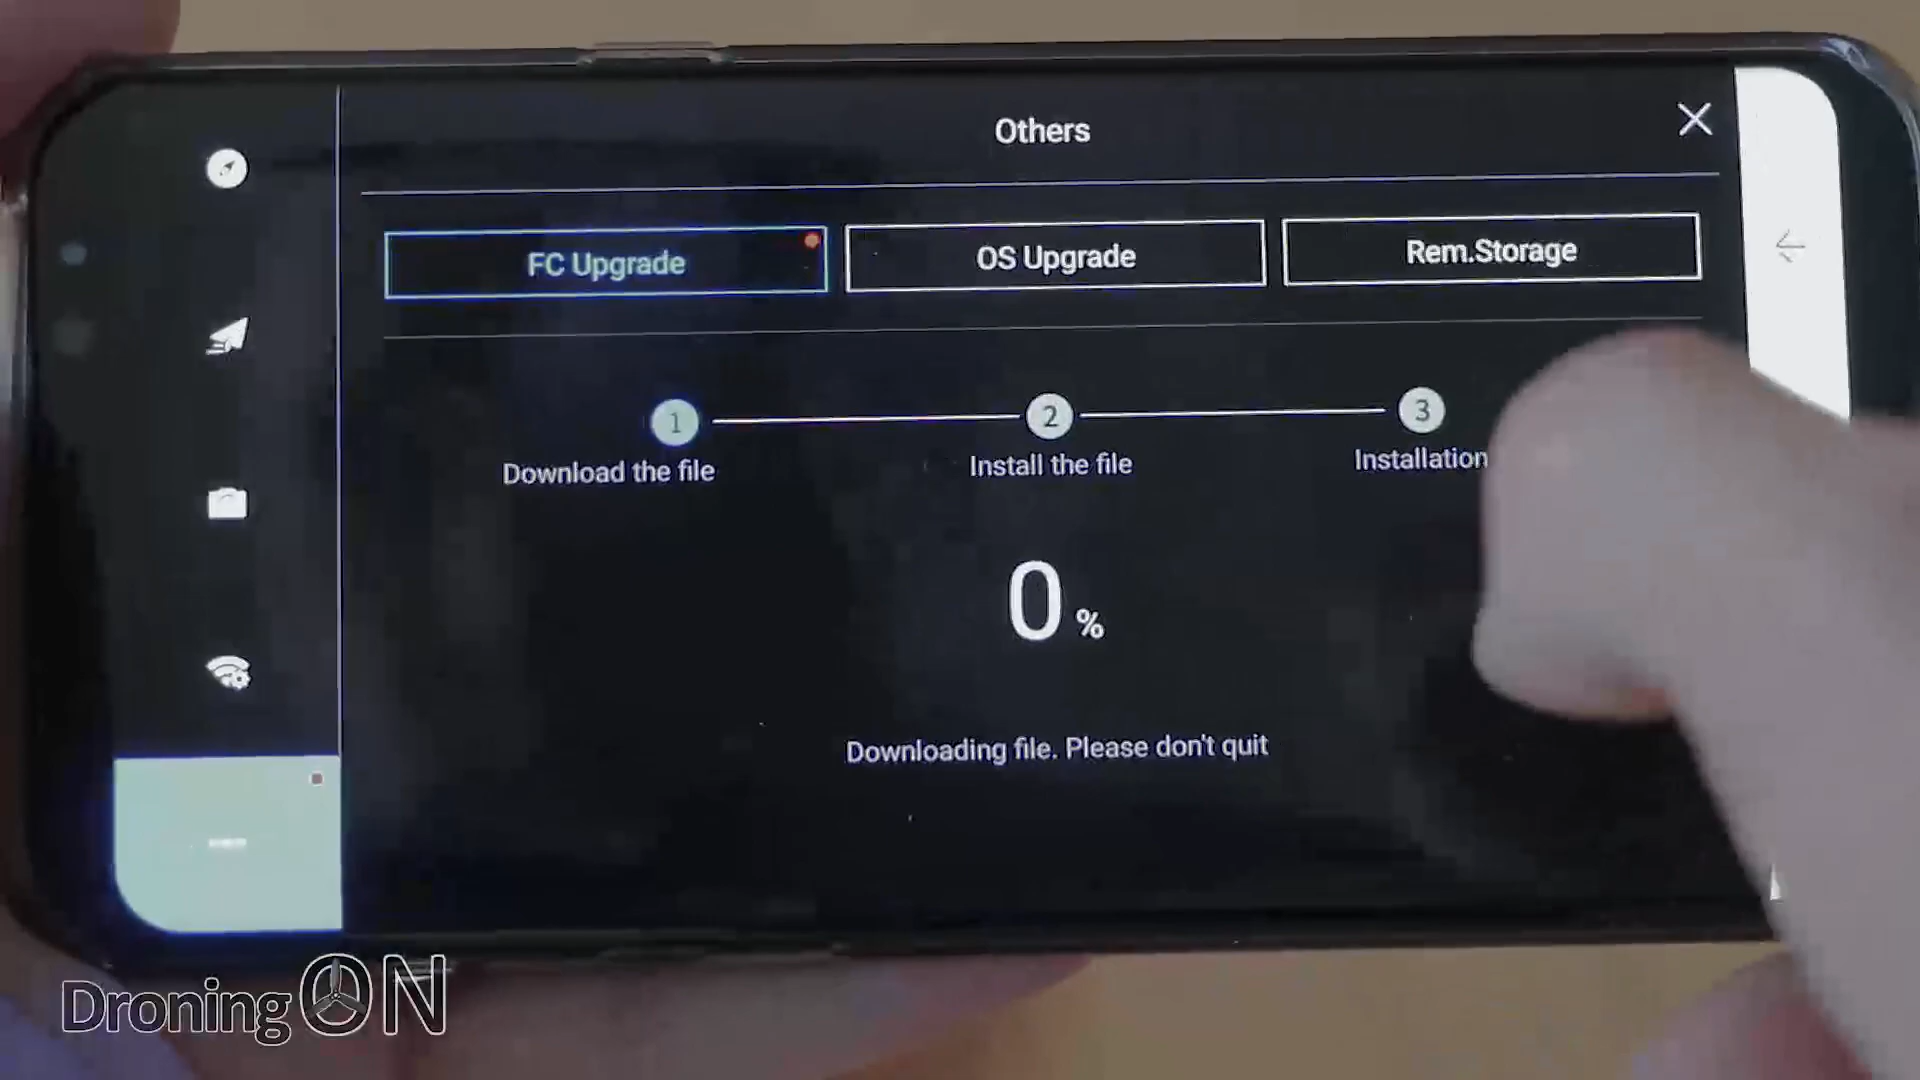 Others
FC Upgrade
OS Upgrade
Rem.Storage
1
2
3
Download the file
Install the file
Installation
0 %
Downloading file. Please don't quit
DroningON